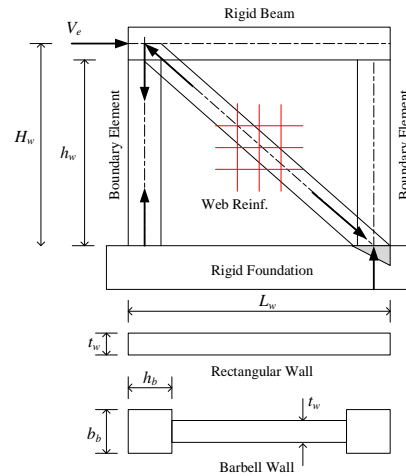 Rigid Beam
V_e
H_w
h_w
Boundary Element
Boundary Element
Web Reinf.
Rigid Foundation
L_w
t_w
Rectangular Wall
h_b
t_w
b_b
Barbell Wall